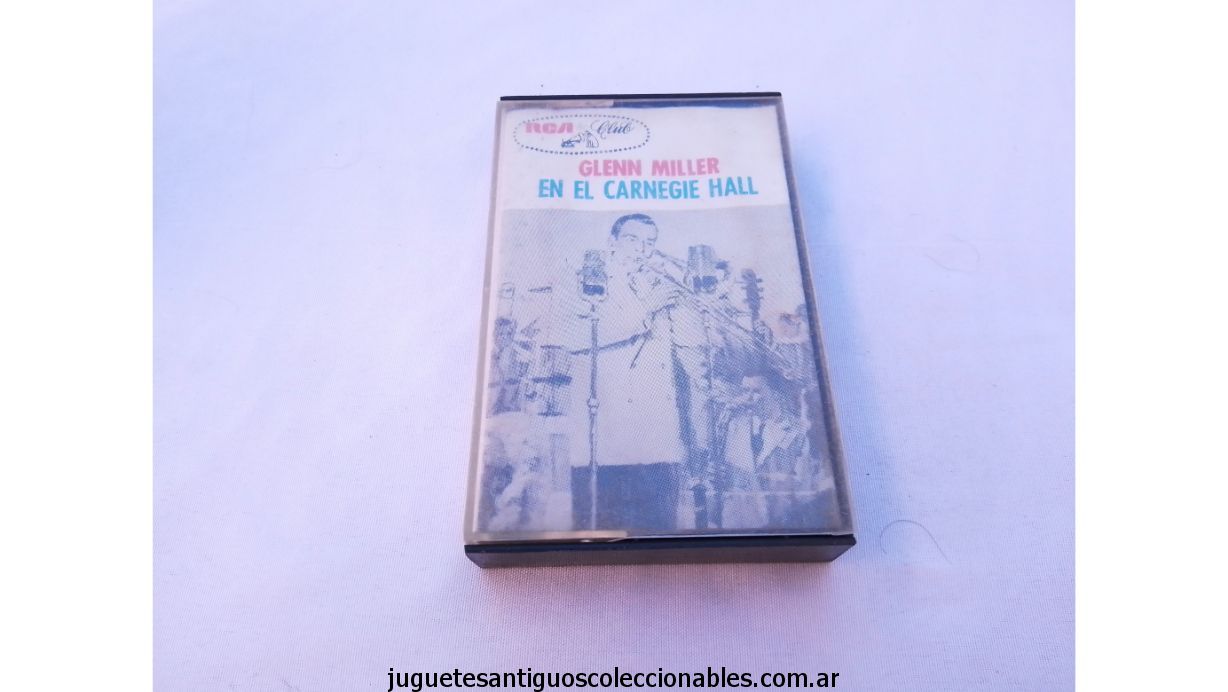 RCA Club
GLENN MILLER
EN EL CARNEGIE HALL
juguetesantiguoscoleccionables.com.ar